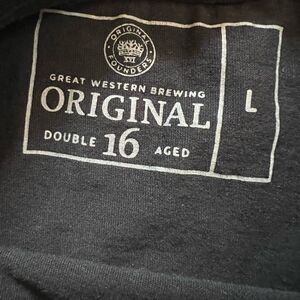 ORIGINAL
XVI
FOUNDERS
GREAT WESTERN BREWING
ORIGINAL
DOUBLE 16 AGED
L